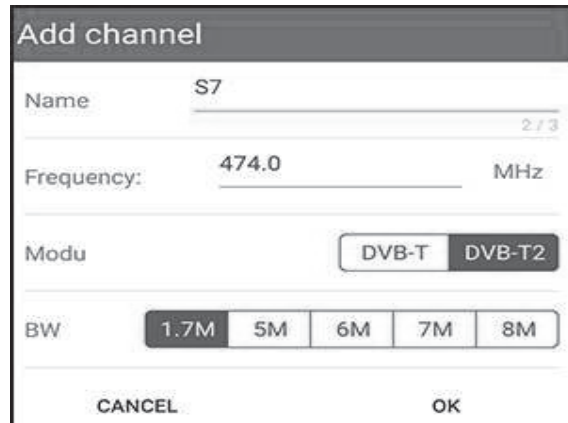 Add channel
Name S7
2 / 3
Frequency: 474.0 MHz
Modu DVB-T DVB-T2
BW 1.7M 5M 6M 7M 8M
CANCEL OK